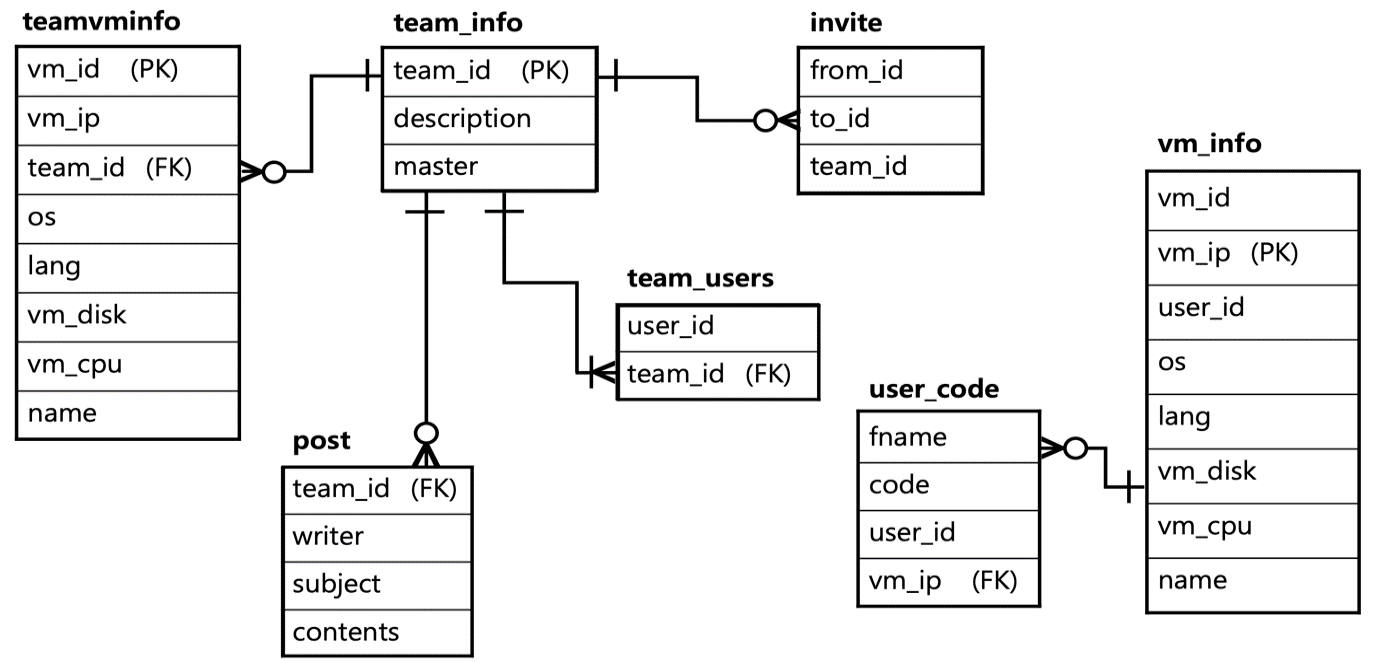 teamvminfo
vm_id (PK)
vm_ip
team_id (FK)
os
lang
vm_disk
vm_cpu
name
team_info
team_id (PK)
description
master
invite
from_id
to_id
team_id
vm_info
vm_id
vm_ip (PK)
user_id
os
lang
vm_disk
vm_cpu
name
team_users
user_id
team_id (FK)
user_code
fname
code
user_id
vm_ip (FK)
post
team_id (FK)
writer
subject
contents